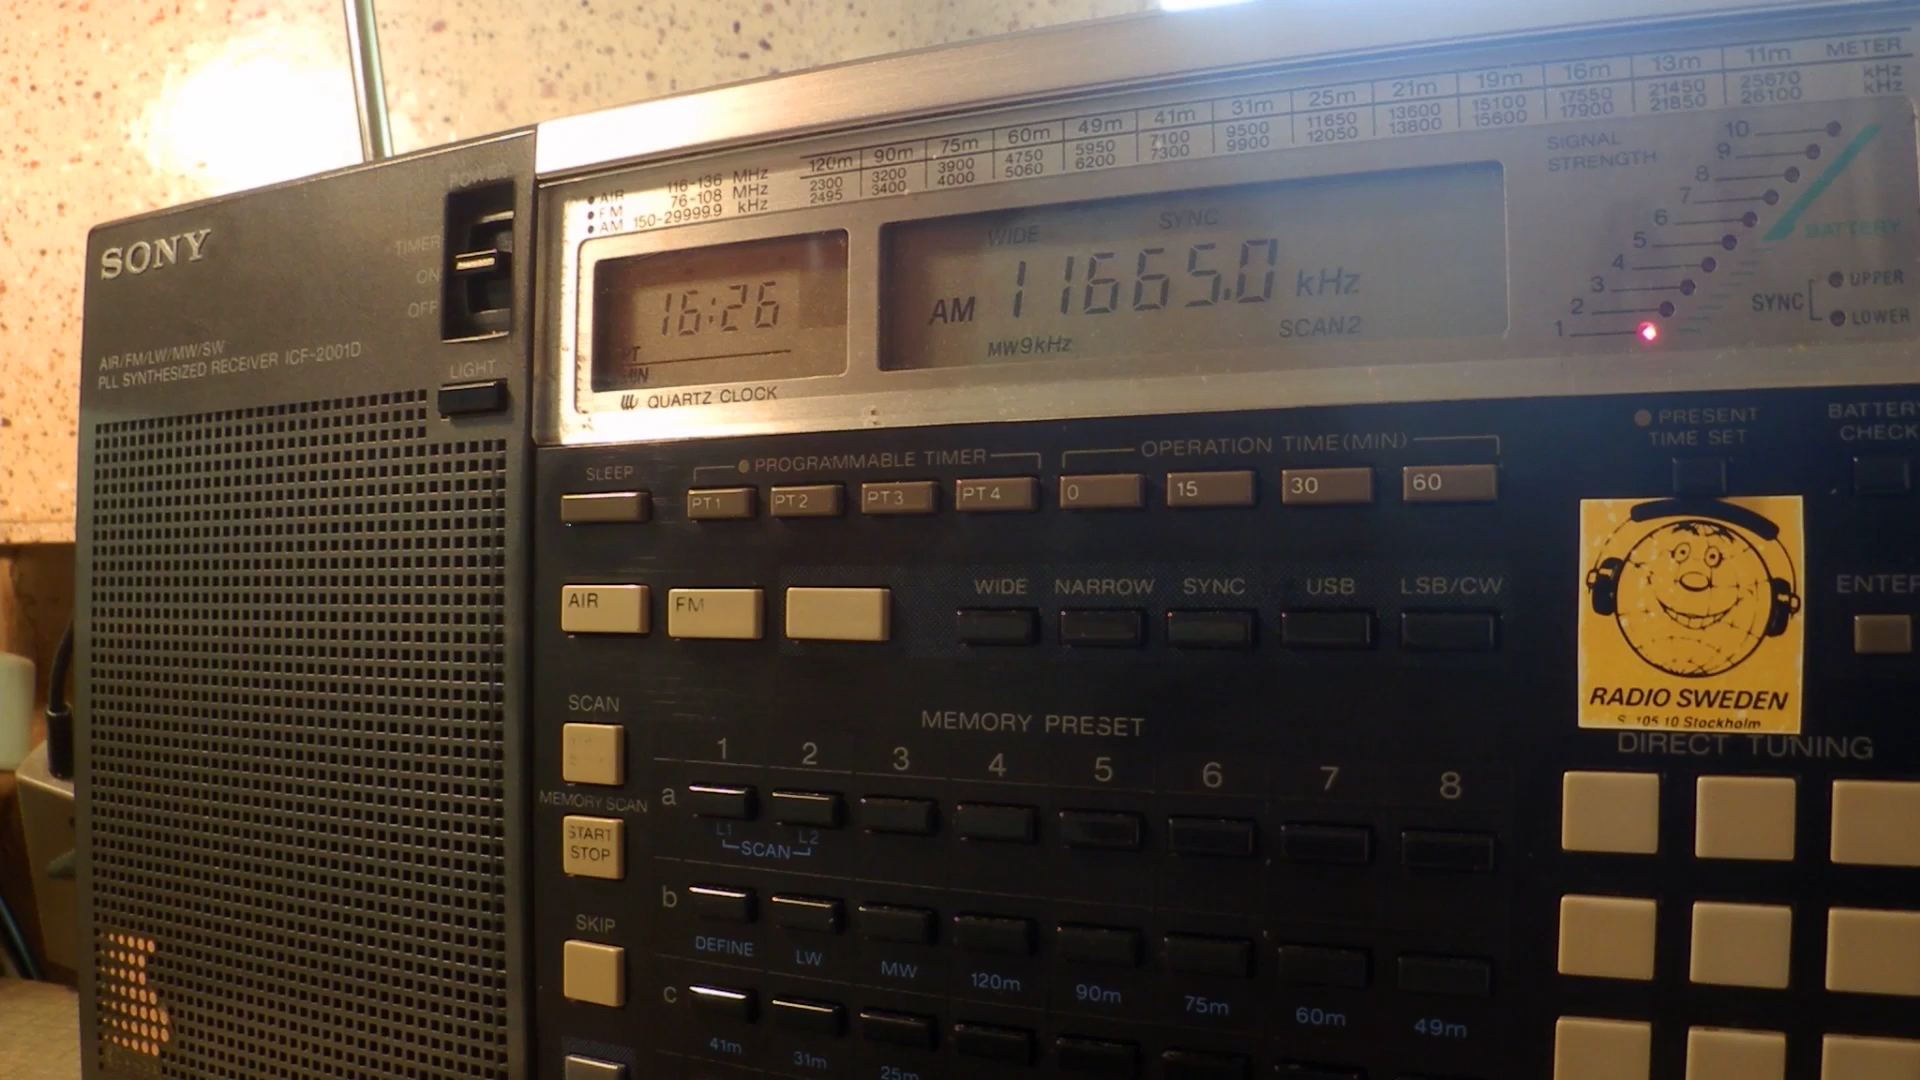 SONY
POWER
TIMER
ON
OFF
AIR/FM/LW/MW/SW
PLL SYNTHESIZED RECEIVER ICF-2001D
LIGHT
120m 90m 75m 60m 49m 41m 31m 25m 21m 19m 16m 13m 11m METER
2300 3200 3900 4750 5950 7100 9500 11650 13600 15100 17550 21450 25670 kHz
2495 3400 4000 5060 6200 7300 9900 12050 13800 15600 17900 21850 26100 kHz
AIR 116-136 MHz
FM 76-108 MHz
AM 150-29999.9 kHz
16:26
QUARTZ CLOCK
WIDE SYNC
AM 11665.0 kHz
MW9kHz SCAN2
SIGNAL
STRENGTH
10
9
8
7
6
5
4
3
2
1
BATTERY
SYNC UPPER
LOWER
SLEEP
PROGRAMMABLE TIMER
OPERATION TIME(MIN)
PT1 PT2 PT3 PT4 0 15 30 60
PRESENT
TIME SET
BATTERY
CHECK
AIR FM
WIDE NARROW SYNC USB LSB/CW
ENTER
RADIO SWEDEN
S-105 10 Stockholm
DIRECT TUNING
SCAN
MEMORY SCAN
START
STOP
SKIP
MEMORY PRESET
1 2 3 4 5 6 7 8
a
L1 L2
SCAN
b
DEFINE LW MW 120m 90m 75m 60m 49m
c
41m 31m 25m